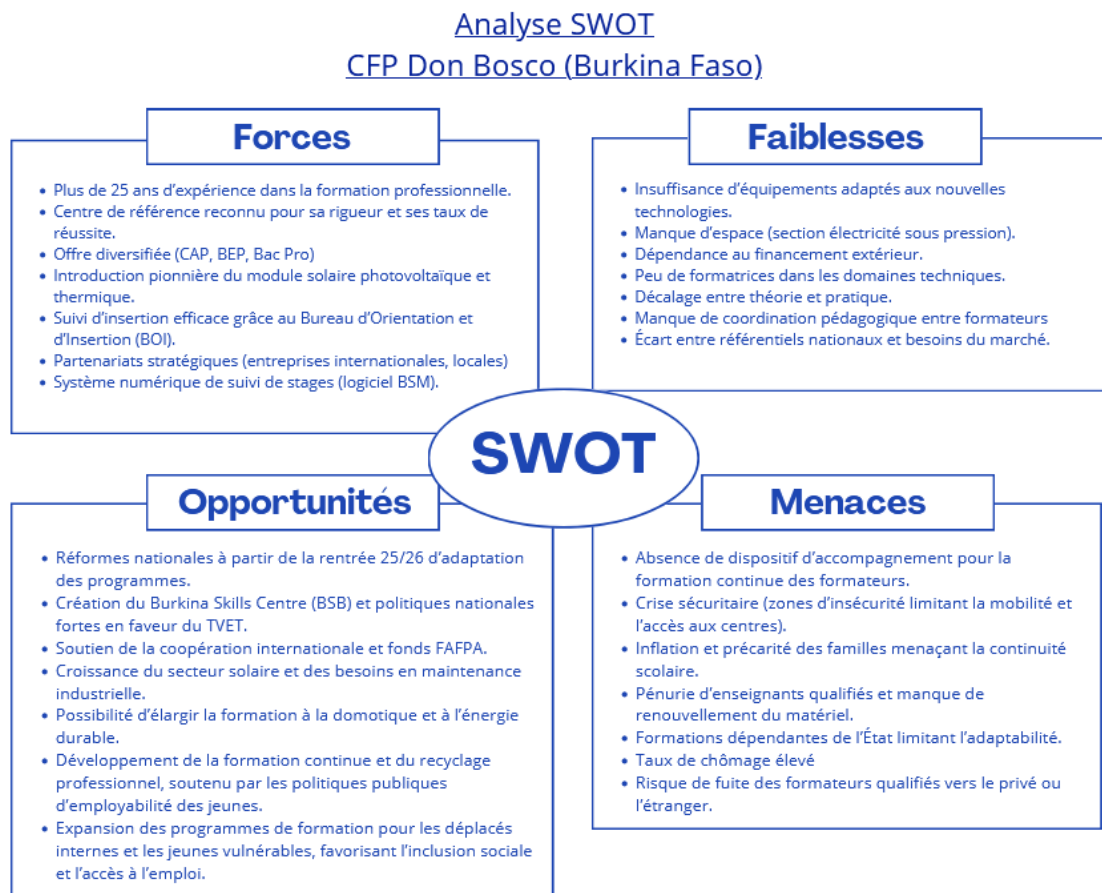 Analyse SWOT
CFP Don Bosco (Burkina Faso)
Forces
• Plus de 25 ans d’expérience dans la formation professionnelle.
• Centre de référence reconnu pour sa rigueur et ses taux de
réussite.
• Offre diversifiée (CAP, BEP, Bac Pro)
• Introduction pionnière du module solaire photovoltaïque et
thermique.
• Suivi d’insertion efficace grâce au Bureau d’Orientation et
d’Insertion (BOI).
• Partenariats stratégiques (entreprises internationales, locales)
• Système numérique de suivi de stages (logiciel BSM).
Faiblesses
• Insuffisance d’équipements adaptés aux nouvelles
technologies.
• Manque d’espace (section électricité sous pression).
• Dépendance au financement extérieur.
• Peu de formatrices dans les domaines techniques.
• Décalage entre théorie et pratique.
• Manque de coordination pédagogique entre formateurs
• Écart entre référentiels nationaux et besoins du marché.
SWOT
Opportunités
• Réformes nationales à partir de la rentrée 25/26 d’adaptation
des programmes.
• Création du Burkina Skills Centre (BSB) et politiques nationales
fortes en faveur du TVET.
• Soutien de la coopération internationale et fonds FAFPA.
• Croissance du secteur solaire et des besoins en maintenance
industrielle.
• Possibilité d’élargir la formation à la domotique et à l’énergie
durable.
• Développement de la formation continue et du recyclage
professionnel, soutenu par les politiques publiques
d’employabilité des jeunes.
• Expansion des programmes de formation pour les déplacés
internes et les jeunes vulnérables, favorisant l’inclusion sociale
et l’accès à l’emploi.
Menaces
• Absence de dispositif d’accompagnement pour la
formation continue des formateurs.
• Crise sécuritaire (zones d’insécurité limitant la mobilité et
l’accès aux centres).
• Inflation et précarité des familles menaçant la continuité
scolaire.
• Pénurie d’enseignants qualifiés et manque de
renouvellement du matériel.
• Formations dépendantes de l’État limitant l’adaptabilité.
• Taux de chômage élevé
• Risque de fuite des formateurs qualifiés vers le privé ou
l’étranger.